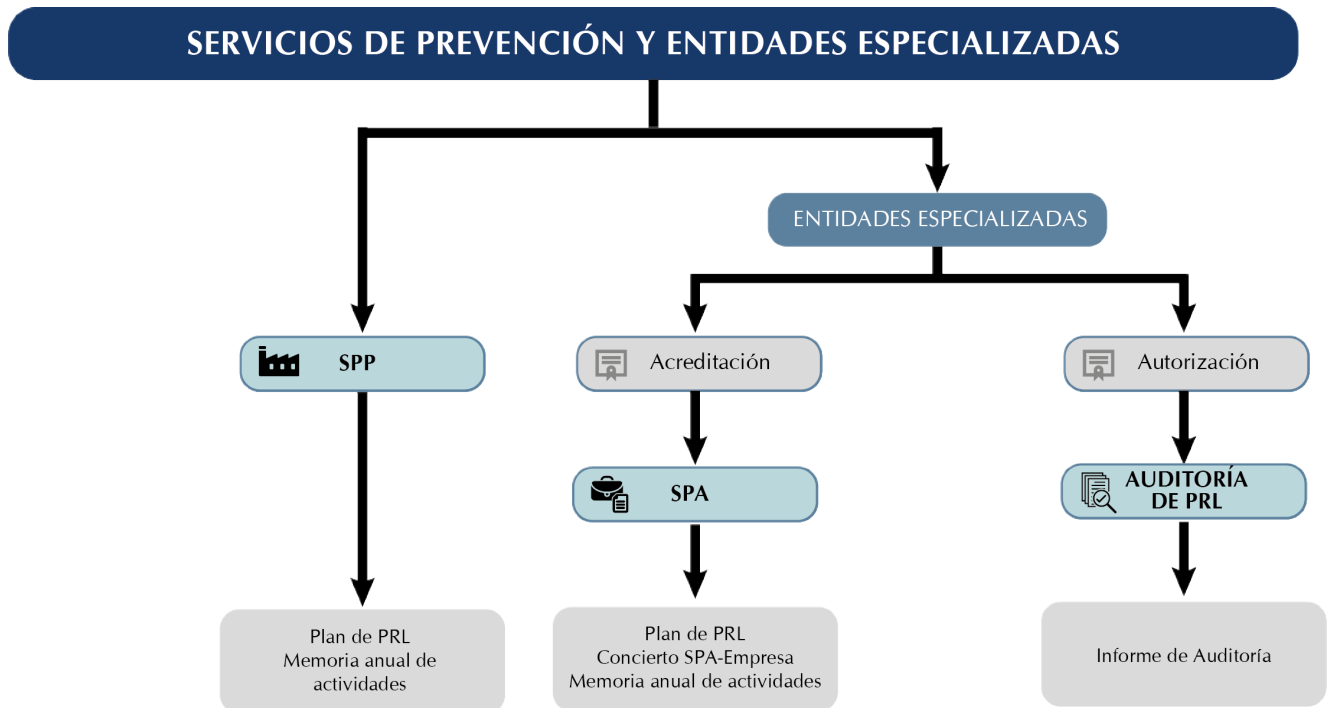 SERVICIOS DE PREVENCIÓN Y ENTIDADES ESPECIALIZADAS
ENTIDADES ESPECIALIZADAS
SPP
Acreditación
Autorización
SPA
AUDITORÍA
DE PRL
Plan de PRL
Memoria anual de
actividades
Plan de PRL
Concierto SPA-Empresa
Memoria anual de actividades
Informe de Auditoría